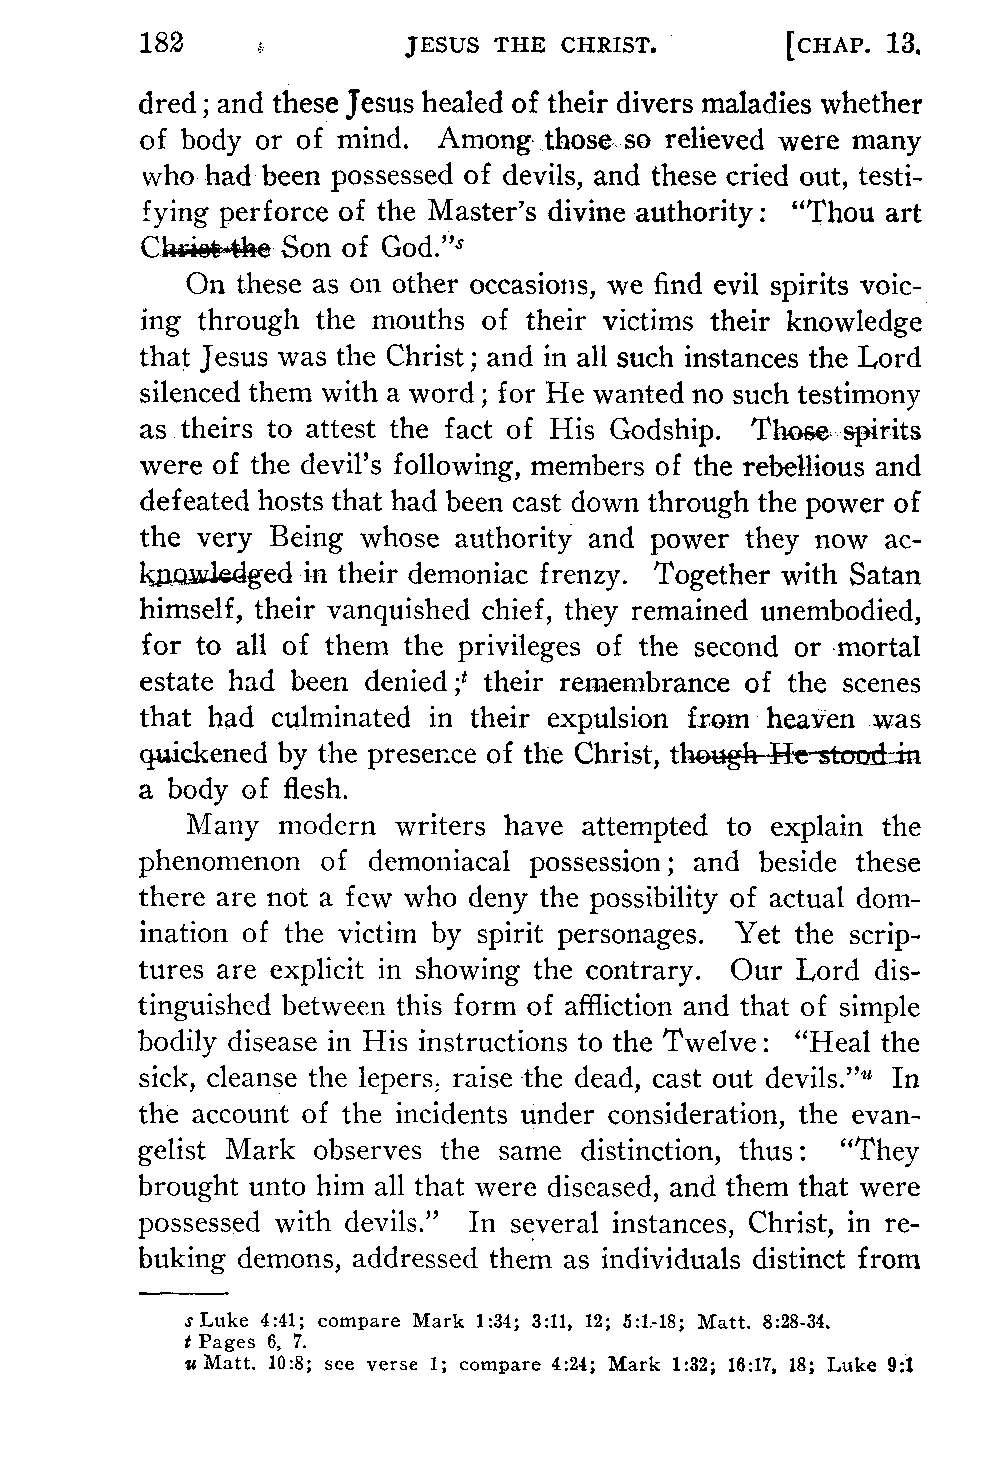 182 JESUS THE CHRIST. [CHAP. 13.
dred; and these Jesus healed of their divers maladies whether
of body or of mind. Among those so relieved were many
who had been possessed of devils, and these cried out, testi-
fying perforce of the Master's divine authority: "Thou art
Christ the Son of God."s
On these as on other occasions, we find evil spirits voic-
ing through the mouths of their victims their knowledge
that Jesus was the Christ; and in all such instances the Lord
silenced them with a word; for He wanted no such testimony
as theirs to attest the fact of His Godship. Those spirits
were of the devil's following, members of the rebellious and
defeated hosts that had been cast down through the power of
the very Being whose authority and power they now ac-
knowledged in their demoniac frenzy. Together with Satan
himself, their vanquished chief, they remained unembodied,
for to all of them the privileges of the second or mortal
estate had been denied;t their remembrance of the scenes
that had culminated in their expulsion from heaven was
quickened by the presence of the Christ, though He stood in
a body of flesh.
Many modern writers have attempted to explain the
phenomenon of demoniacal possession; and beside these
there are not a few who deny the possibility of actual dom-
ination of the victim by spirit personages. Yet the scrip-
tures are explicit in showing the contrary. Our Lord dis-
tinguished between this form of affliction and that of simple
bodily disease in His instructions to the Twelve: "Heal the
sick, cleanse the lepers, raise the dead, cast out devils."u In
the account of the incidents under consideration, the evan-
gelist Mark observes the same distinction, thus: "They
brought unto him all that were diseased, and them that were
possessed with devils." In several instances, Christ, in re-
buking demons, addressed them as individuals distinct from
s Luke 4:41; compare Mark 1:34; 3:11, 12; 5:1-18; Matt. 8:28-34.
t Pages 6, 7.
u Matt. 10:8; see verse 1; compare 4:24; Mark 1:32; 16:17, 18; Luke 9:1